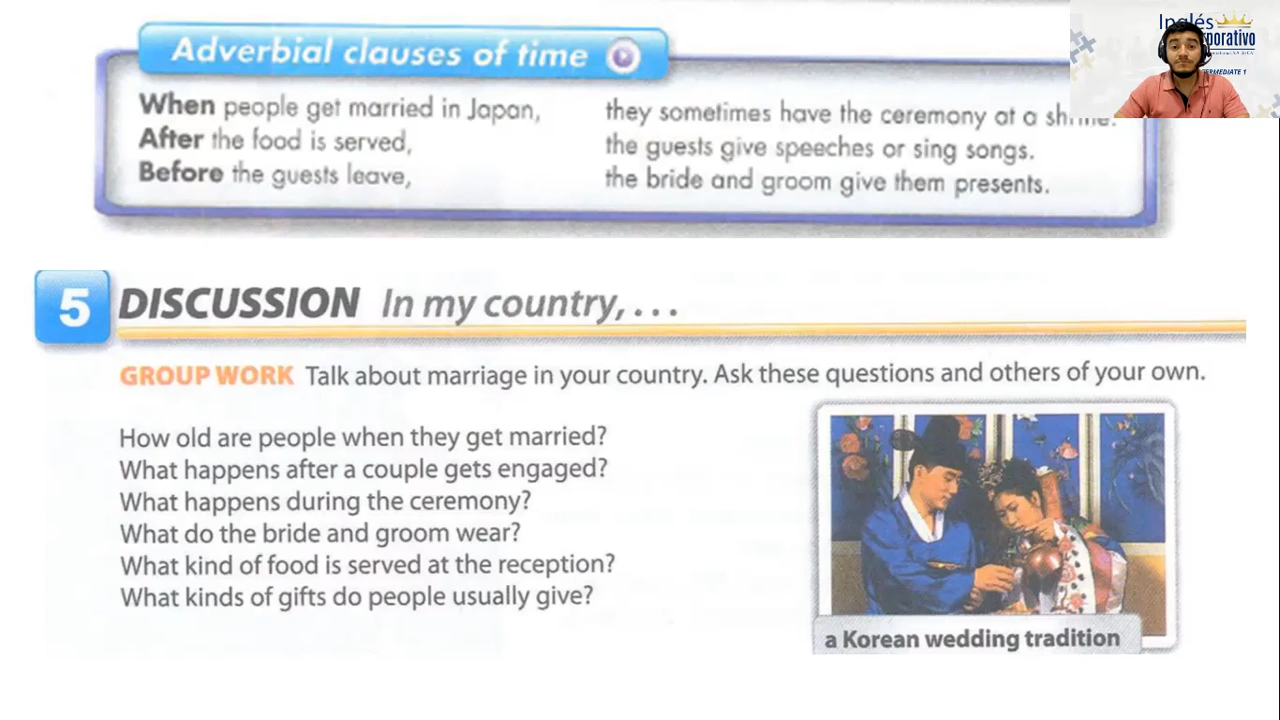 Inglés
Adverbial clauses of time
When people get married in Japan, they sometimes have the ceremony at a
After the food is served, the guests give speeches or sing songs.
Before the guests leave, the bride and groom give them presents.
5 DISCUSSION In my country, . . .
GROUP WORK Talk about marriage in your country. Ask these questions and others of your own.
How old are people when they get married?
What happens after a couple gets engaged?
What happens during the ceremony?
What do the bride and groom wear?
What kind of food is served at the reception?
What kinds of gifts do people usually give?
a Korean wedding tradition